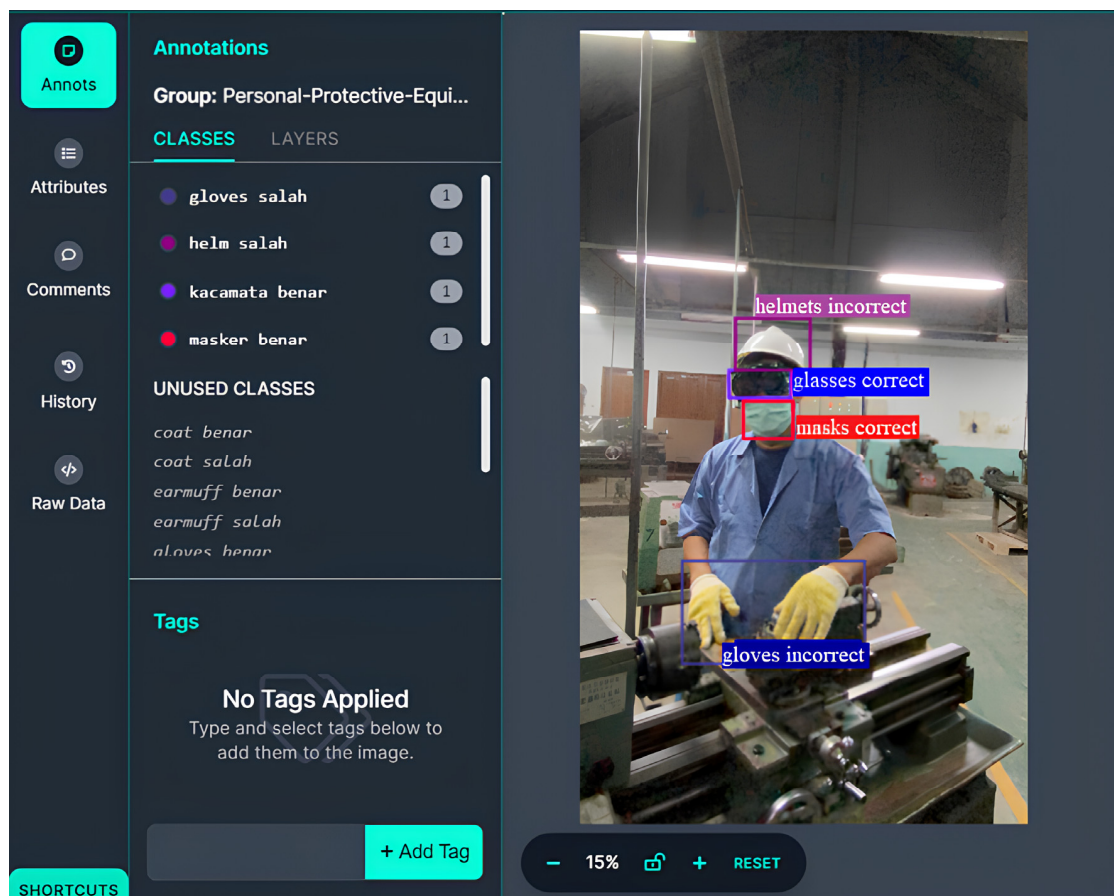 Annots
Attributes
Comments
History
Raw Data
SHORTCUTS
Annotations
Group: Personal-Protective-Equi...
CLASSES LAYERS
gloves salah 1
helm salah 1
kacamata benar 1
masker benar 1
UNUSED CLASSES
coat benar
coat salah
earmuff benar
earmuff salah
gloves benar
Tags
No Tags Applied
Type and select tags below to
add them to the image.
+ Add Tag
helmets incorrect
glasses correct
masks correct
7
gloves incorrect
− 15% + RESET